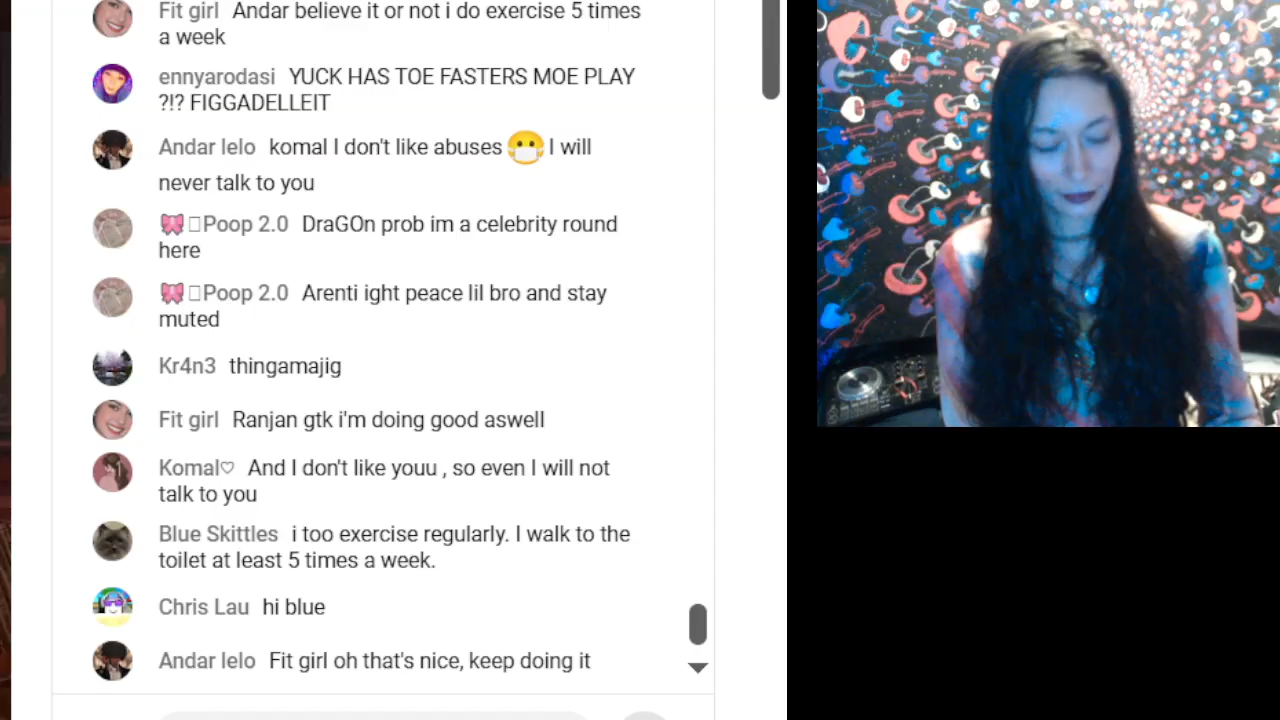 Fit girl Andar believe it or not i do exercise 5 times
a week
ennyarodasi YUCK HAS TOE FASTERS MOE PLAY
?!? FIGGADELLEIT
Andar lelo komal I don't like abuses 😷 I will
never talk to you
🎀▯Poop 2.0 DraGOn prob im a celebrity round
here
🎀▯Poop 2.0 Arenti ight peace lil bro and stay
muted
Kr4n3 thingamajig
Fit girl Ranjan gtk i'm doing good aswell
Komal♡ And I don't like youu , so even I will not
talk to you
Blue Skittles i too exercise regularly. I walk to the
toilet at least 5 times a week.
Chris Lau hi blue
Andar lelo Fit girl oh that's nice, keep doing it